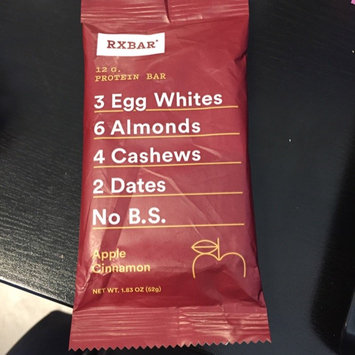 RXBAR®
12 G.
PROTEIN BAR
3 Egg Whites
6 Almonds
4 Cashews
2 Dates
No B.S.
Apple
Cinnamon
NET WT. 1.83 OZ (52g)